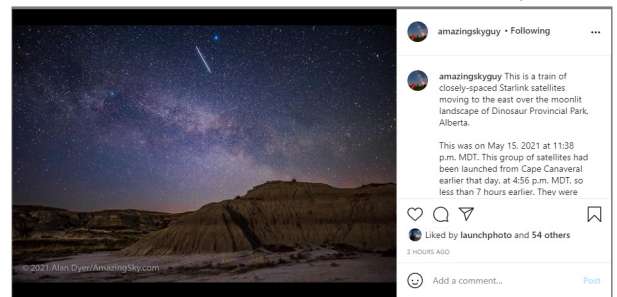 amazingskyguy • Following
amazingskyguy This is a train of
closely-spaced Starlink satellites
moving to the east over the moonlit
landscape of Dinosaur Provincial Park,
Alberta.
This was on May 15, 2021 at 11:38
p.m. MDT. This group of satellites had
been launched from Cape Canaveral
earlier that day, at 4:56 p.m. MDT, so
less than 7 hours earlier. They were
Liked by launchphoto and 54 others
2 HOURS AGO
Add a comment...
Post
© 2021 Alan Dyer/AmazingSky.com